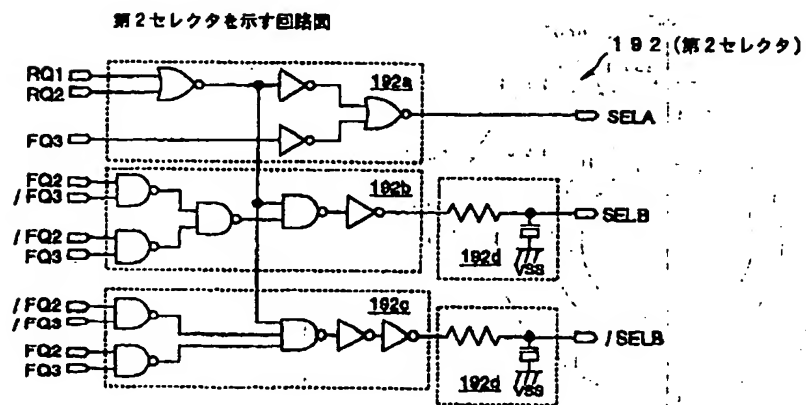 第2セレクタを示す回路図
192(第2セレクタ)
RQ1
RQ2
192a
SELA
FQ3
FQ2
/FQ3
192b
SELB
/FQ2
FQ3
192d
VSS
/FQ2
/FQ3
192c
/SELB
FQ2
FQ3
192d
VSS